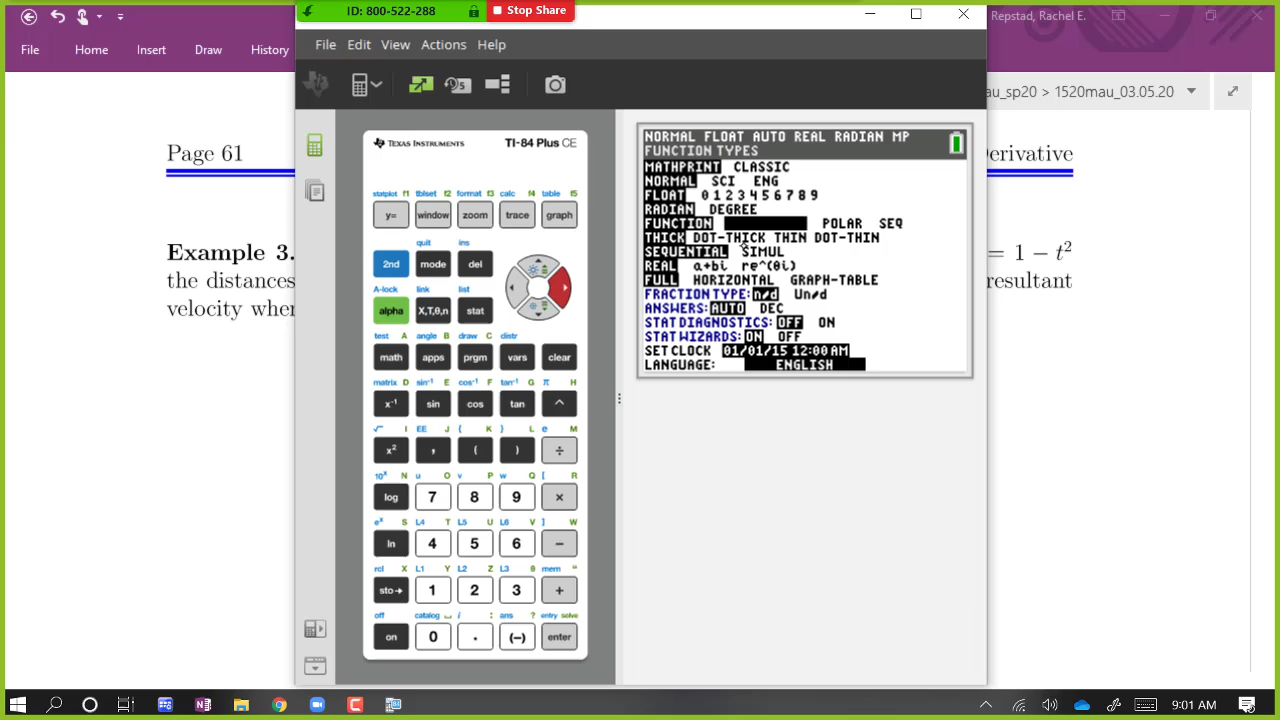 ID: 800-522-288
Stop Share
Repstad, Rachel E.
File Home Insert Draw History
File Edit View Actions Help
au_sp20 > 1520mau_03.05.20
Page 61
Derivative
Example 3.
= 1 − t²
the distances
resultant
velocity when
TEXAS INSTRUMENTS TI-84 Plus CE
statplot f1 tblset f2 format f3 calc f4 table f5
y= window zoom trace graph
quit ins
2nd mode del
A-lock link list
alpha X,T,θ,n stat
test A angle B draw C distr
math apps prgm vars clear
matrix D sin⁻¹ E cos⁻¹ F tan⁻¹ G π H
x⁻¹ sin cos tan ^
√ I EE J { K } L e M
x² , ( ) ÷
10ˣ N u O v P w Q [ R
log 7 8 9 ×
eˣ S L4 T L5 U L6 V ] W
ln 4 5 6 −
rcl X L1 Y L2 Z L3 θ mem "
sto→ 1 2 3 +
off catalog ⎵ i : ans ? entry solve
on 0 . (−) enter
NORMAL FLOAT AUTO REAL RADIAN MP
FUNCTION TYPES
MATHPRINT CLASSIC
NORMAL SCI ENG
FLOAT 0 1 2 3 4 5 6 7 8 9
RADIAN DEGREE
FUNCTION POLAR SEQ
THICK DOT-THICK THIN DOT-THIN
SEQUENTIAL SIMUL
REAL a+bi re^(θi)
FULL HORIZONTAL GRAPH-TABLE
FRACTION TYPE: n/d Un/d
ANSWERS: AUTO DEC
STAT DIAGNOSTICS: OFF ON
STAT WIZARDS: ON OFF
SET CLOCK 01/01/15 12:00 AM
LANGUAGE: ENGLISH
9:01 AM